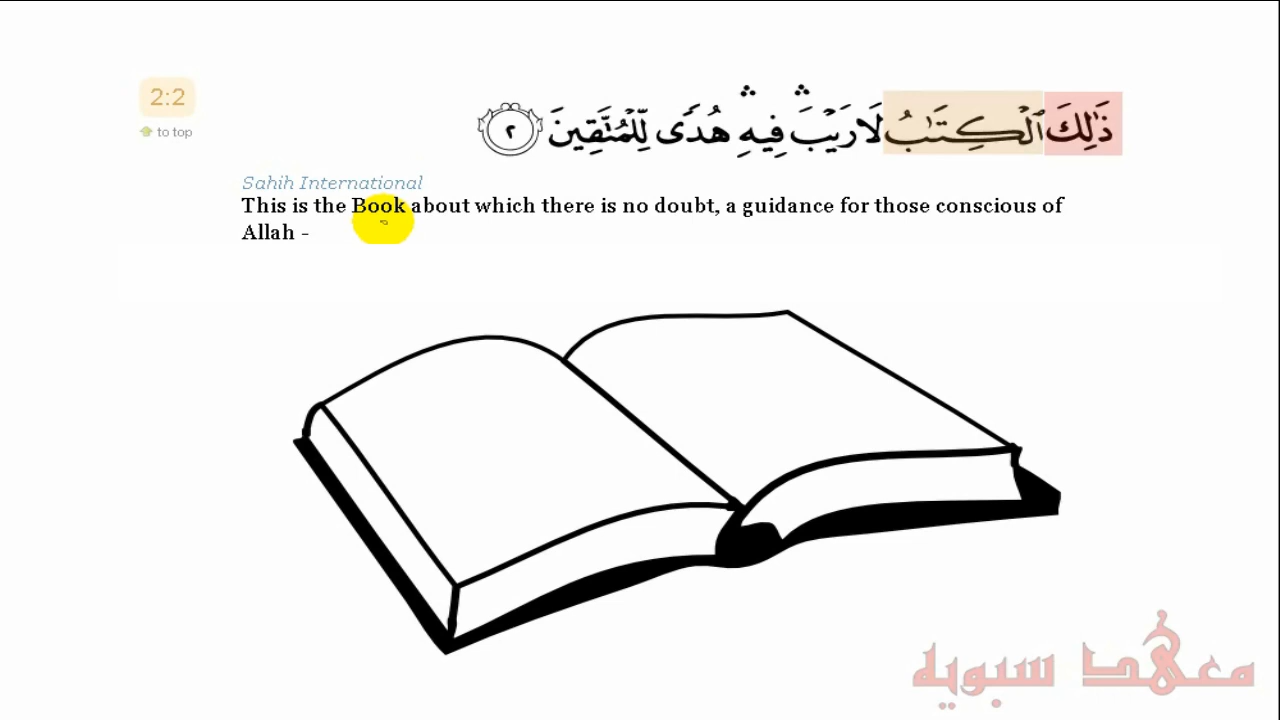 2:2
to top
ذَٰلِكَ ٱلْكِتَـٰبُ لَا رَيْبَ ۛ فِيهِ ۛ هُدًى لِّلْمُتَّقِينَ ٢
Sahih International
This is the Book about which there is no doubt, a guidance for those conscious of
Allah -
معهد سيبويه